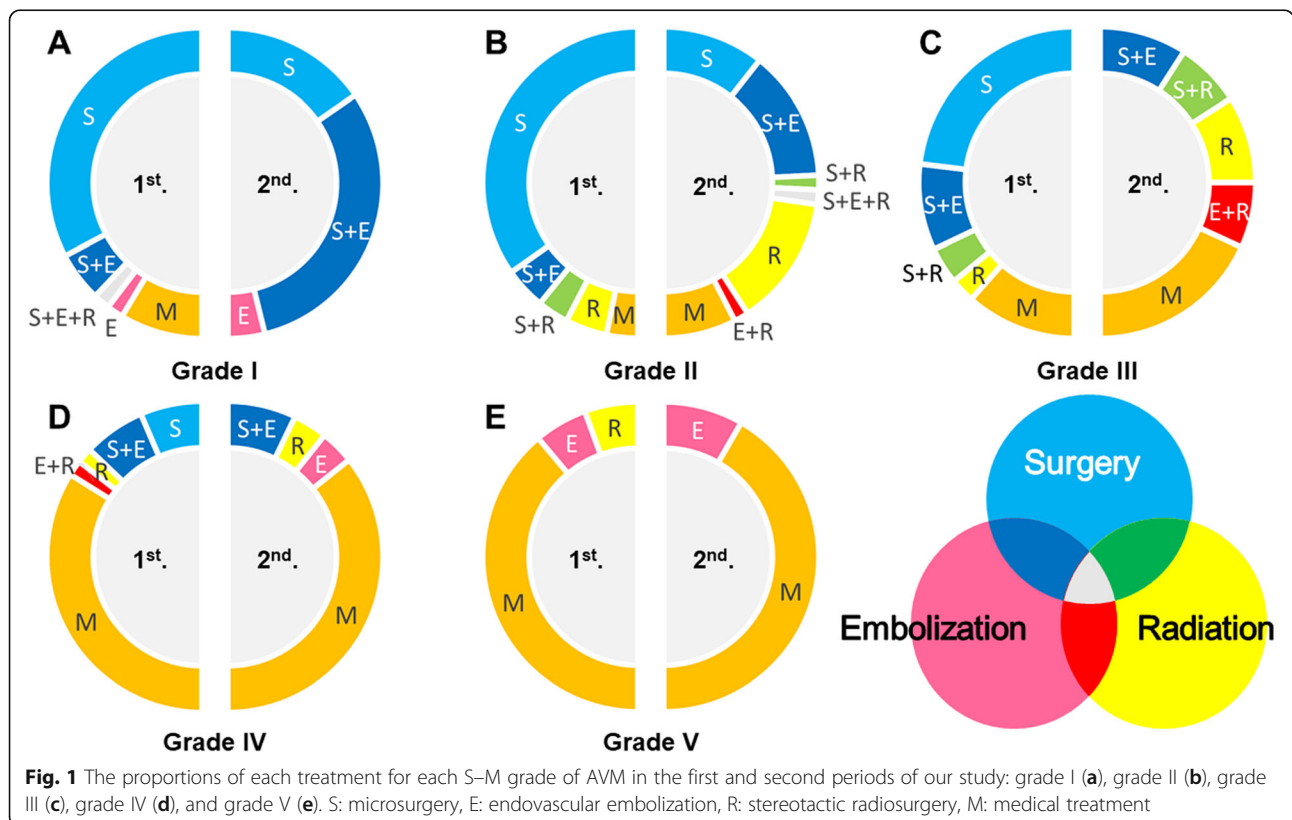 A
S
S
1st.
2nd.
S+E
S+E
S+E+R
E
M
E
Grade I
B
S
S
S+E
1st.
2nd.
S+R
S+E+R
R
S+E
S+R
R
M
M
E+R
Grade II
C
S
S+E
S+R
R
1st.
2nd.
S+E
E+R
S+R
R
M
M
Grade III
D
S+E
S
S+E
R
E
E+R
R
1st.
2nd.
M
M
Grade IV
E
E
R
E
1st.
2nd.
M
M
Grade V
Surgery
Embolization
Radiation
Fig. 1 The proportions of each treatment for each S–M grade of AVM in the first and second periods of our study: grade I (a), grade II (b), grade
III (c), grade IV (d), and grade V (e). S: microsurgery, E: endovascular embolization, R: stereotactic radiosurgery, M: medical treatment